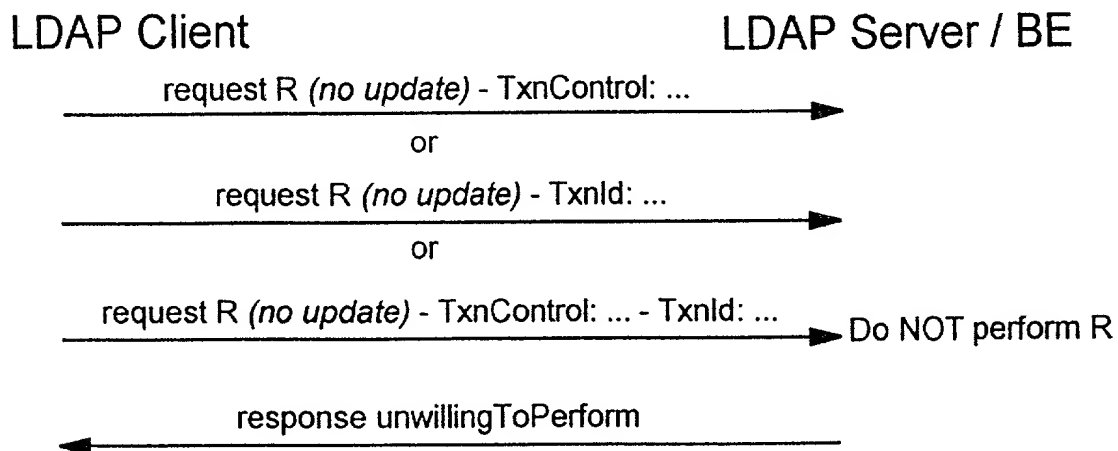 LDAP Client LDAP Server / BE
request R (no update) - TxnControl: ...
or
request R (no update) - TxnId: ...
or
request R (no update) - TxnControl: ... - TxnId: ...
Do NOT perform R
response unwillingToPerform